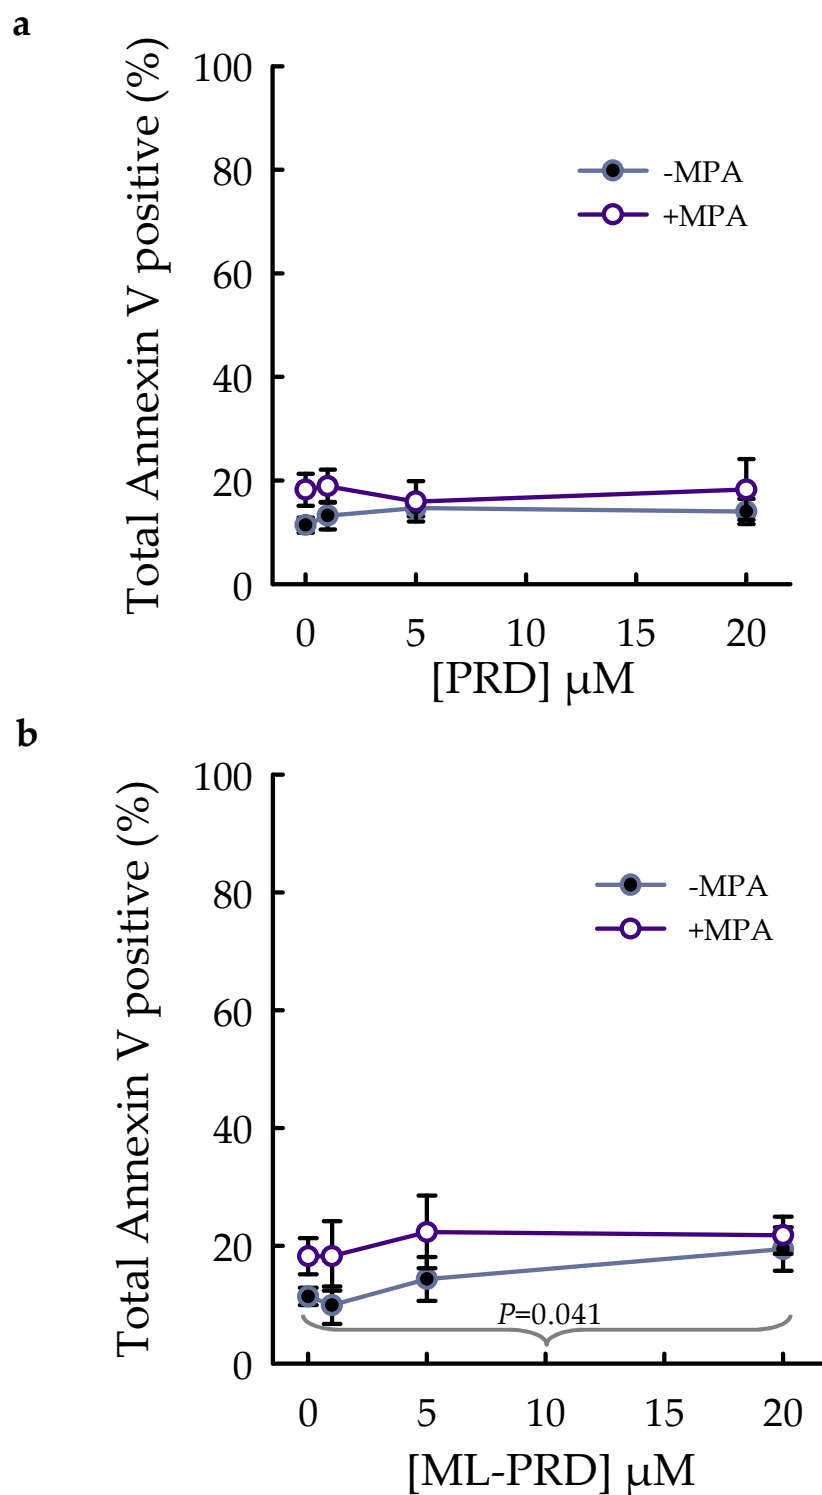 a
Total Annexin V positive (%)
100
80
60
40
20
0
-MPA
+MPA
0 5 10 15 20
[PRD] µM
b
Total Annexin V positive (%)
100
80
60
40
20
0
-MPA
+MPA
P=0.041
0 5 10 15 20
[ML-PRD] µM